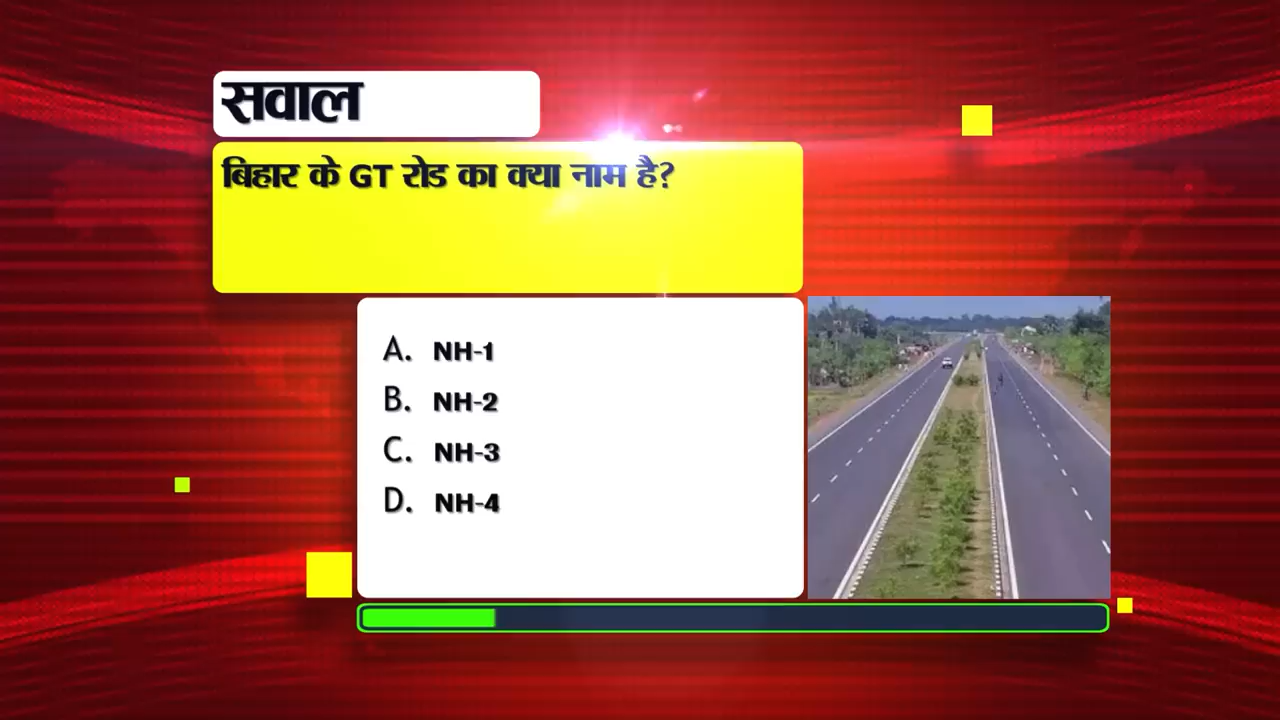 सवाल
बिहार के GT रोड का क्या नाम है?
A. NH-1
B. NH-2
C. NH-3
D. NH-4